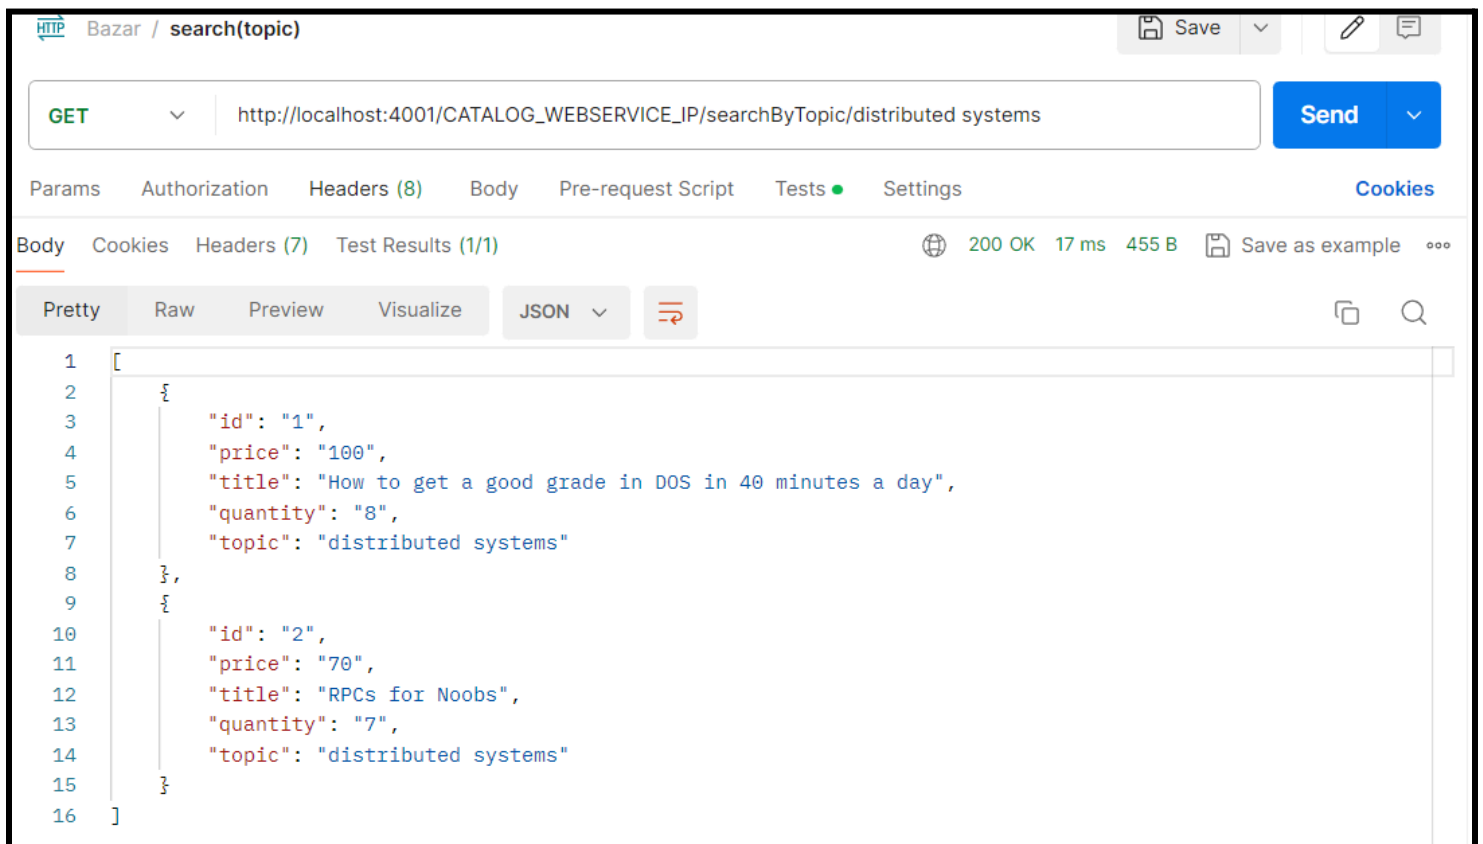 HTTP Bazar / search(topic) Save
GET http://localhost:4001/CATALOG_WEBSERVICE_IP/searchByTopic/distributed systems Send
Params Authorization Headers (8) Body Pre-request Script Tests Settings Cookies
Body Cookies Headers (7) Test Results (1/1) 200 OK 17 ms 455 B Save as example
Pretty Raw Preview Visualize JSON
1 [
2 {
3 "id": "1",
4 "price": "100",
5 "title": "How to get a good grade in DOS in 40 minutes a day",
6 "quantity": "8",
7 "topic": "distributed systems"
8 },
9 {
10 "id": "2",
11 "price": "70",
12 "title": "RPCs for Noobs",
13 "quantity": "7",
14 "topic": "distributed systems"
15 }
16 ]